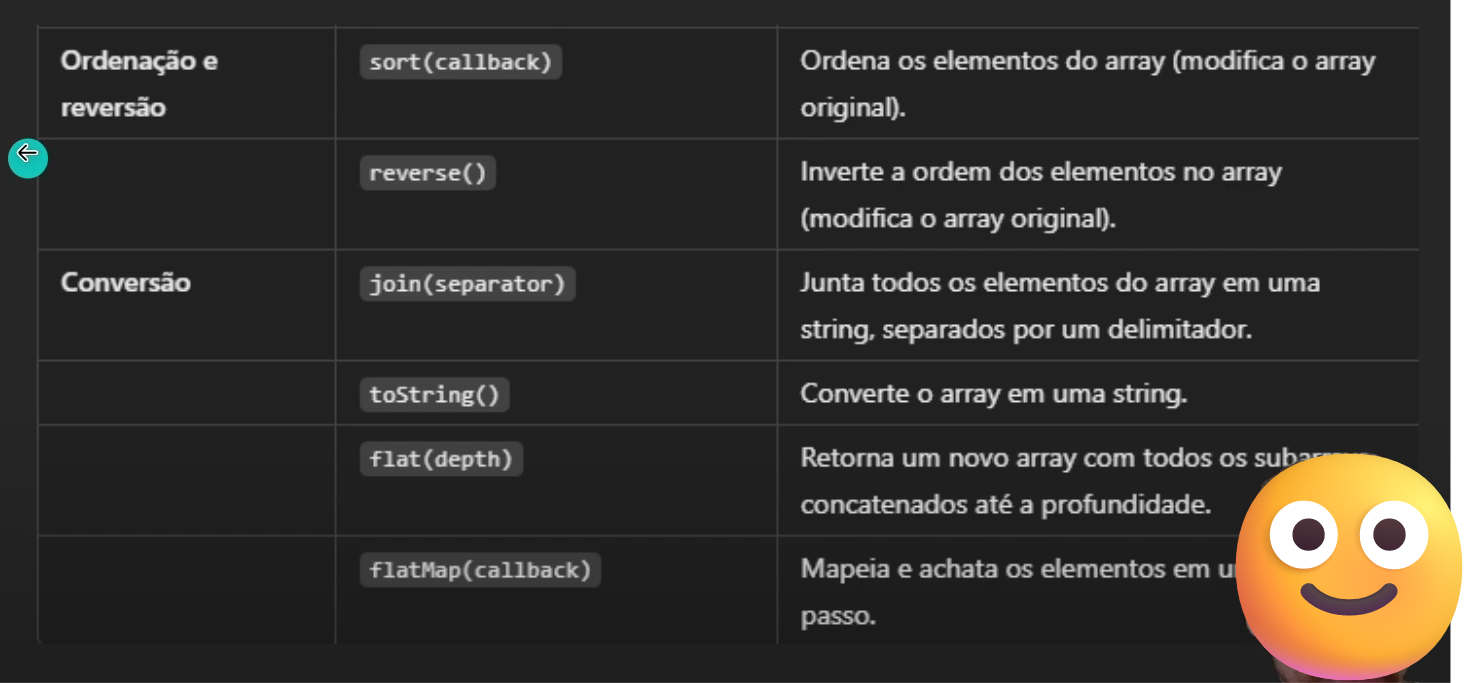 Ordenação e
reversão
sort(callback)
Ordena os elementos do array (modifica o array
original).
reverse()
Inverte a ordem dos elementos no array
(modifica o array original).
Conversão
join(separator)
Junta todos os elementos do array em uma
string, separados por um delimitador.
toString()
Converte o array em uma string.
flat(depth)
Retorna um novo array com todos os
concatenados até a profundidade.
flatMap(callback)
Mapeia e achata os elementos em
passo.